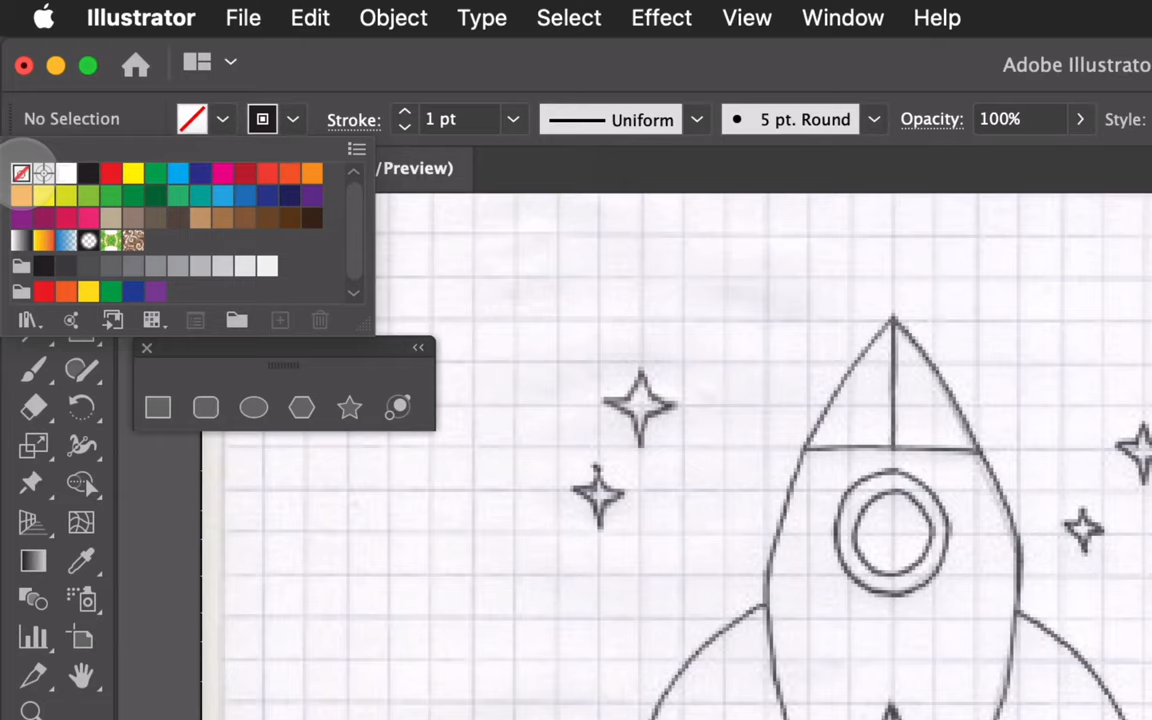 Illustrator File Edit Object Type Select Effect View Window Help
Adobe Illustrato
No Selection Stroke: 1 pt Uniform 5 pt. Round Opacity: 100% Style:
/Preview)